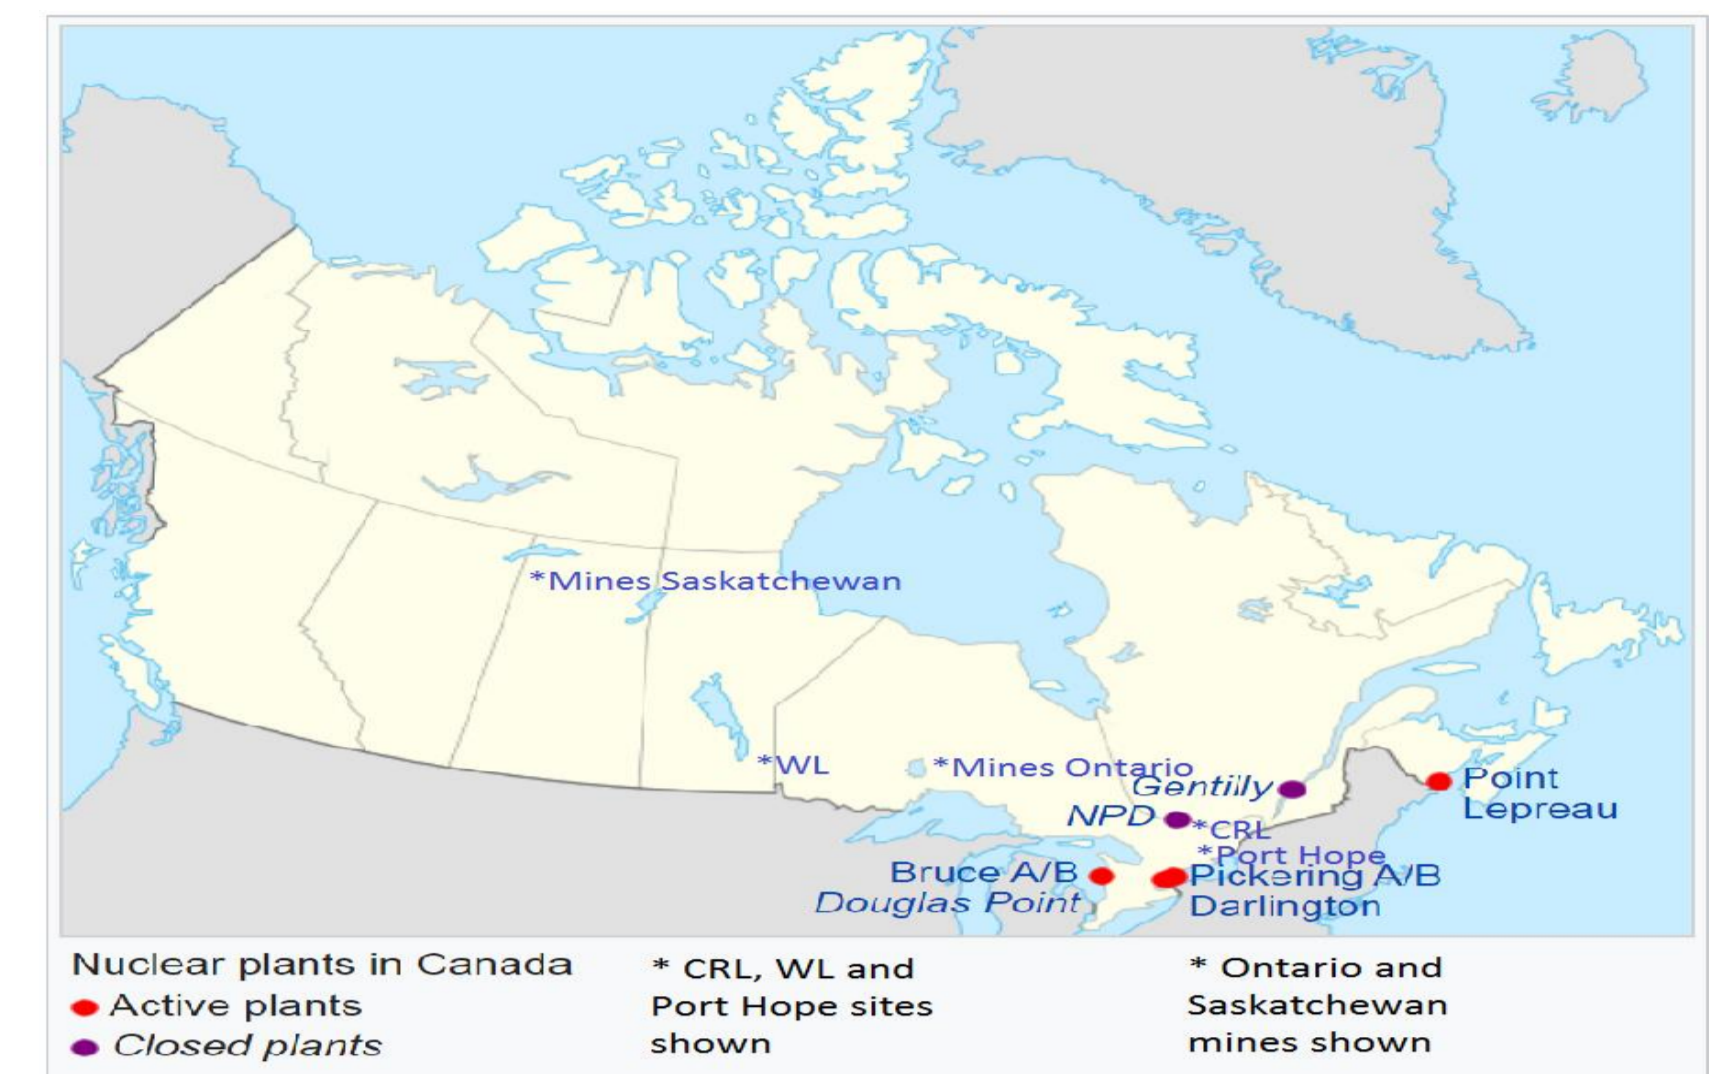 *Mines Saskatchewan
*WL
*Mines Ontario
Gentilly
Point
Lepreau
NPD
*CRL
*Port Hope
Bruce A/B
Pickering A/B
Douglas Point
Darlington
Nuclear plants in Canada
Active plants
Closed plants
* CRL, WL and
Port Hope sites
shown
* Ontario and
Saskatchewan
mines shown